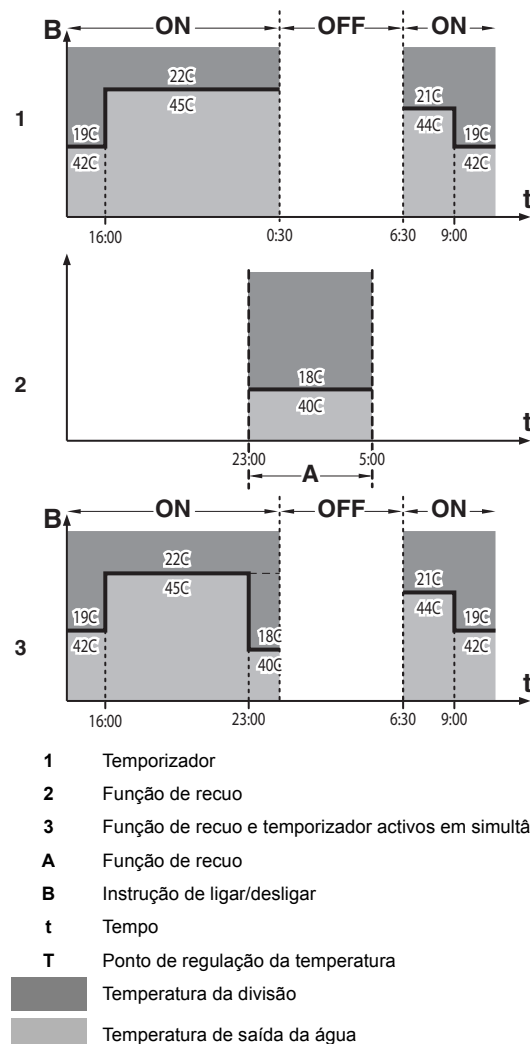 B ON OFF ON
22C
45C
21C
44C
1
19C
42C
19C
42C
t
16:00 0:30 6:30 9:00
2
18C
40C
t
23:00 5:00
A
B ON OFF ON
22C
45C
21C
44C
19C
42C
18C
40C
19C
42C
3
t
16:00 23:00 6:30 9:00
1 Temporizador
2 Função de recuo
3 Função de recuo e temporizador activos em simultâ
A Função de recuo
B Instrução de ligar/desligar
t Tempo
T Ponto de regulação da temperatura
Temperatura da divisão
Temperatura de saída da água